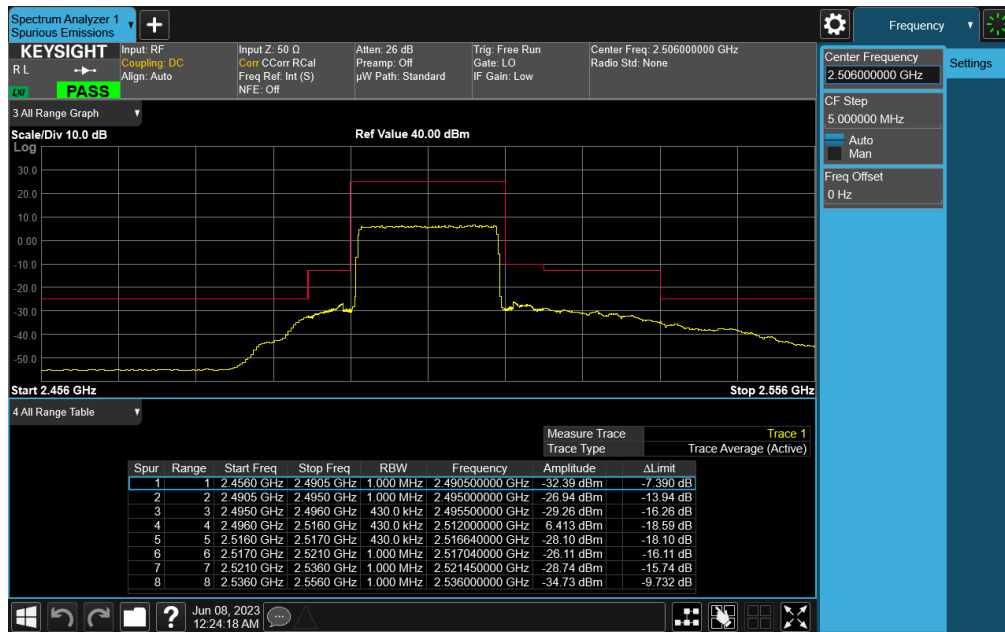 Spectrum Analyzer 1
Spurious Emissions
Frequency
KEYSIGHT
R L
LXI
PASS
Input: RF
Coupling: DC
Align: Auto
Input Z: 50 Ω
Corr CCorr RCal
Freq Ref: Int (S)
NFE: Off
Atten: 26 dB
Preamp: Off
µW Path: Standard
Trig: Free Run
Gate: LO
IF Gain: Low
Center Freq: 2.506000000 GHz
Radio Std: None
Center Frequency
2.506000000 GHz
Settings
CF Step
5.000000 MHz
Auto
Man
Freq Offset
0 Hz
3 All Range Graph
Scale/Div 10.0 dB
Ref Value 40.00 dBm
Log
30.0
20.0
10.0
0.00
-10.0
-20.0
-30.0
-40.0
-50.0
Start 2.456 GHz
Stop 2.556 GHz
4 All Range Table
Measure Trace Trace 1
Trace Type Trace Average (Active)
Spur Range Start Freq Stop Freq RBW Frequency Amplitude ΔLimit
1 1 2.4560 GHz 2.4905 GHz 1.000 MHz 2.490500000 GHz -32.39 dBm -7.390 dB
2 2 2.4905 GHz 2.4950 GHz 1.000 MHz 2.495000000 GHz -26.94 dBm -13.94 dB
3 3 2.4950 GHz 2.4960 GHz 430.0 kHz 2.495500000 GHz -29.26 dBm -16.26 dB
4 4 2.4960 GHz 2.5160 GHz 430.0 kHz 2.512000000 GHz 6.413 dBm -18.59 dB
5 5 2.5160 GHz 2.5170 GHz 430.0 kHz 2.516640000 GHz -28.10 dBm -18.10 dB
6 6 2.5170 GHz 2.5210 GHz 1.000 MHz 2.517040000 GHz -26.11 dBm -16.11 dB
7 7 2.5210 GHz 2.5360 GHz 1.000 MHz 2.521450000 GHz -28.74 dBm -15.74 dB
8 8 2.5360 GHz 2.5560 GHz 1.000 MHz 2.536000000 GHz -34.73 dBm -9.732 dB
Jun 08, 2023
12:24:18 AM